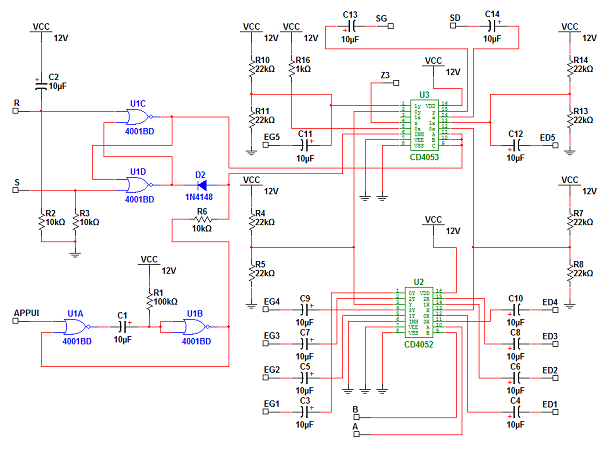 VCC
12V
C2
10µF
R
U1C
4001BD
S
U1D
4001BD
D2
1N4148
R6
10kΩ
R2
10kΩ
R3
10kΩ
VCC
12V
R1
100kΩ
APPUI
U1A
4001BD
C1
10µF
U1B
4001BD
VCC
12V
R10
22kΩ
R11
22kΩ
VCC
12V
R16
1kΩ
EG5
C11
10µF
C13
10µF
SG
SD
C14
10µF
Z3
VCC
12V
U3
CD4053
VCC
12V
R14
22kΩ
R13
22kΩ
C12
10µF
ED5
VCC
12V
R4
22kΩ
R5
22kΩ
VCC
12V
U2
CD4052
VCC
12V
R7
22kΩ
R8
22kΩ
EG4
C9
10µF
EG3
C7
10µF
EG2
C5
10µF
EG1
C3
10µF
C10
10µF
ED4
C8
10µF
ED3
C6
10µF
ED2
C4
10µF
ED1
B
A